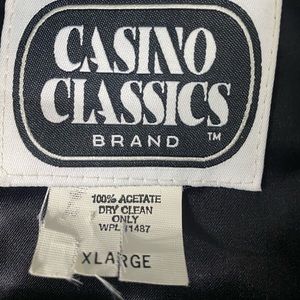 CASINO
CLASSICS
BRAND ™
100% ACETATE
DRY CLEAN
ONLY
WPL 11487
XLARGE